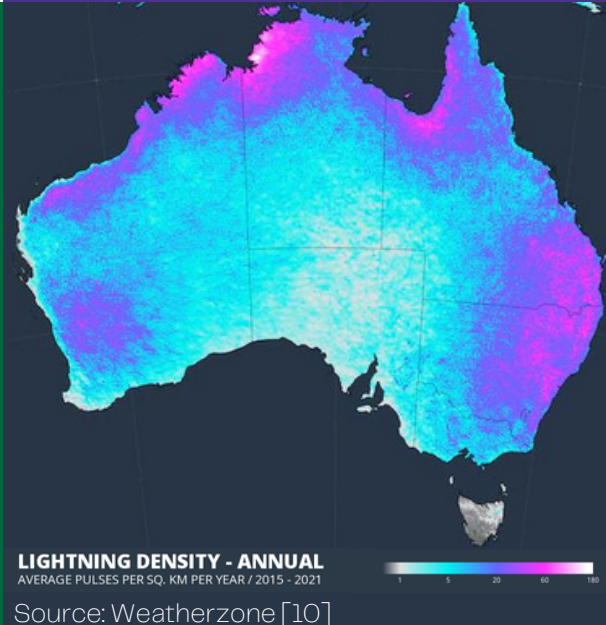 LIGHTNING DENSITY - ANNUAL
AVERAGE PULSES PER SQ. KM PER YEAR / 2015 - 2021
1 5 20 60 180
Source: Weatherzone [10]